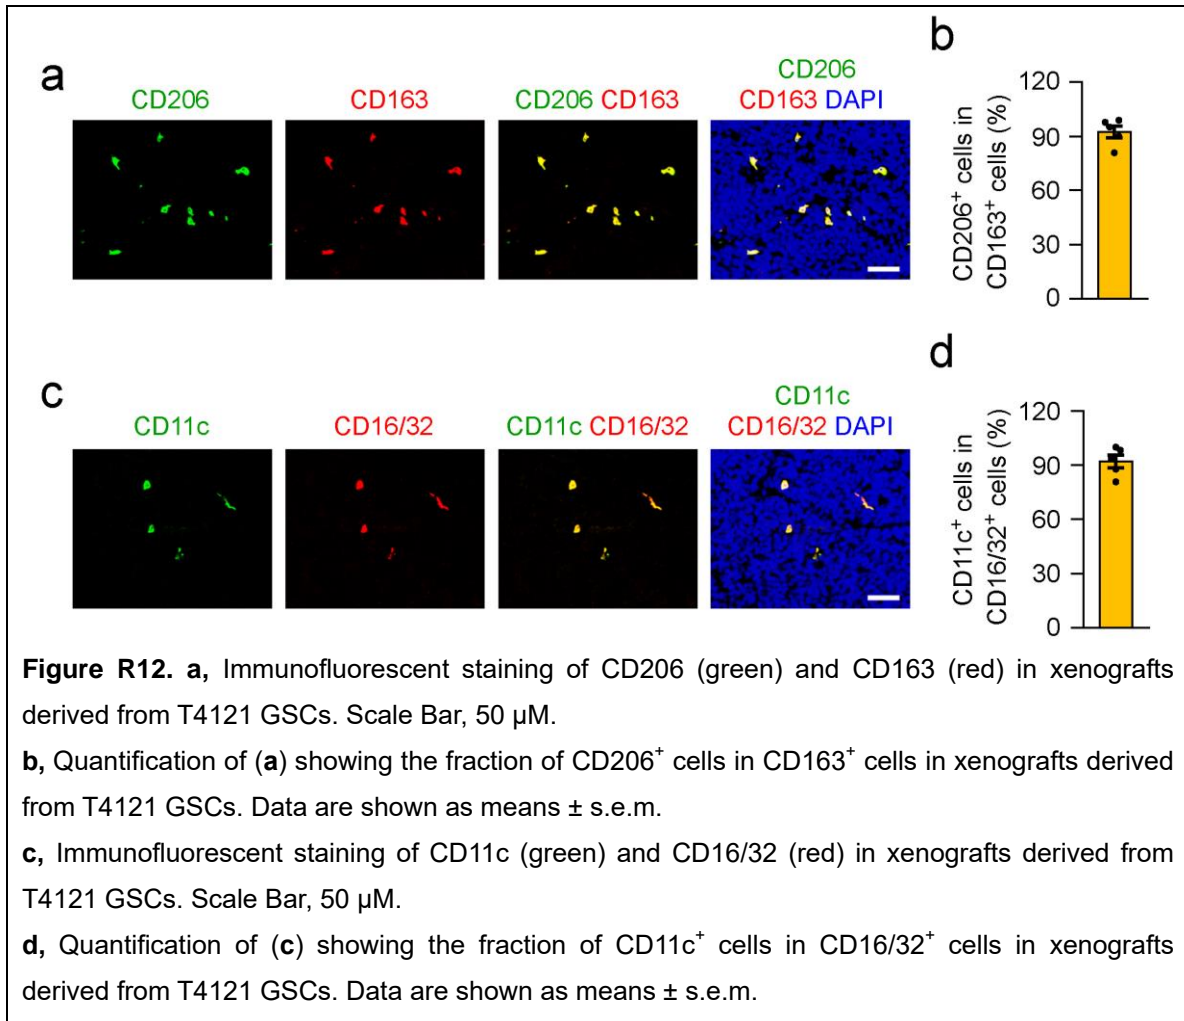 a
CD206
CD163
CD206 CD163
CD206
CD163 DAPI
b
CD206⁺ cells in
CD163⁺ cells (%)
120
90
60
30
0
c
CD11c
CD16/32
CD11c CD16/32
CD11c
CD16/32 DAPI
d
CD11c⁺ cells in
CD16/32⁺ cells (%)
120
90
60
30
0
Figure R12. a, Immunofluorescent staining of CD206 (green) and CD163 (red) in xenografts
derived from T4121 GSCs. Scale Bar, 50 μM.
b, Quantification of (a) showing the fraction of CD206⁺ cells in CD163⁺ cells in xenografts derived
from T4121 GSCs. Data are shown as means ± s.e.m.
c, Immunofluorescent staining of CD11c (green) and CD16/32 (red) in xenografts derived from
T4121 GSCs. Scale Bar, 50 μM.
d, Quantification of (c) showing the fraction of CD11c⁺ cells in CD16/32⁺ cells in xenografts
derived from T4121 GSCs. Data are shown as means ± s.e.m.